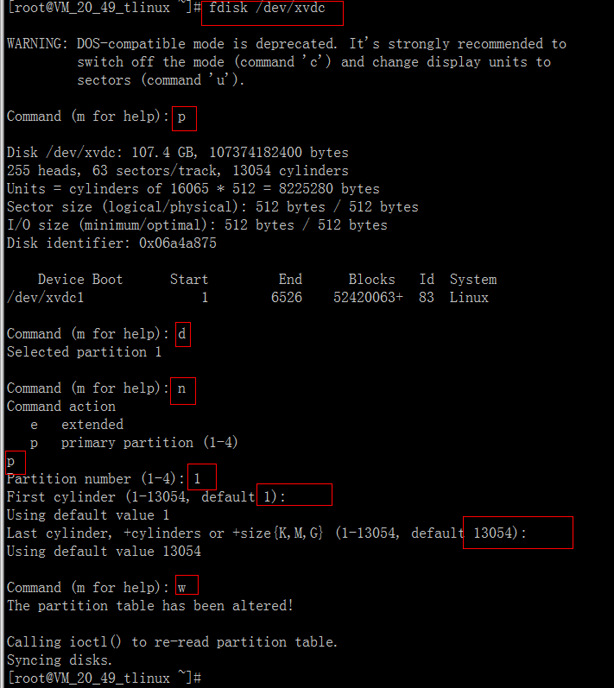 [root@VM_20_49_tlinux ~]# fdisk /dev/xvdc
WARNING: DOS-compatible mode is deprecated. It's strongly recommended to
switch off the mode (command 'c') and change display units to
sectors (command 'u').
Command (m for help): p
Disk /dev/xvdc: 107.4 GB, 107374182400 bytes
255 heads, 63 sectors/track, 13054 cylinders
Units = cylinders of 16065 * 512 = 8225280 bytes
Sector size (logical/physical): 512 bytes / 512 bytes
I/O size (minimum/optimal): 512 bytes / 512 bytes
Disk identifier: 0x06a4a875
Device Boot Start End Blocks Id System
/dev/xvdc1 1 6526 52420063+ 83 Linux
Command (m for help): d
Selected partition 1
Command (m for help): n
Command action
e extended
p primary partition (1-4)
p
Partition number (1-4): 1
First cylinder (1-13054, default 1):
Using default value 1
Last cylinder, +cylinders or +size{K,M,G} (1-13054, default 13054):
Using default value 13054
Command (m for help): w
The partition table has been altered!
Calling ioctl() to re-read partition table.
Syncing disks.
[root@VM_20_49_tlinux ~]#